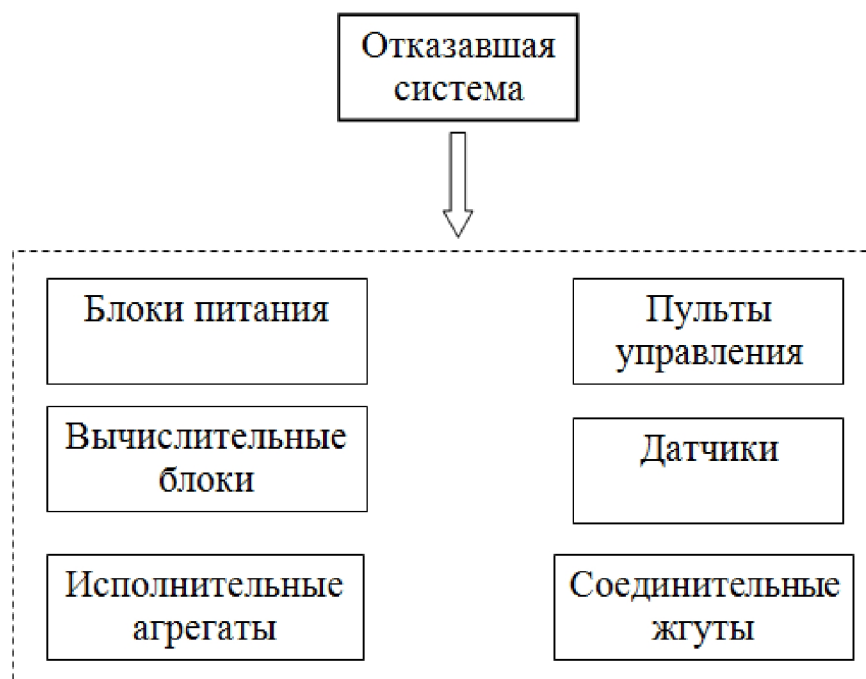 Отказавшая
система
Блоки питания
Пульты
управления
Вычислительные
блоки
Датчики
Исполнительные
агрегаты
Соединительные
жгуты